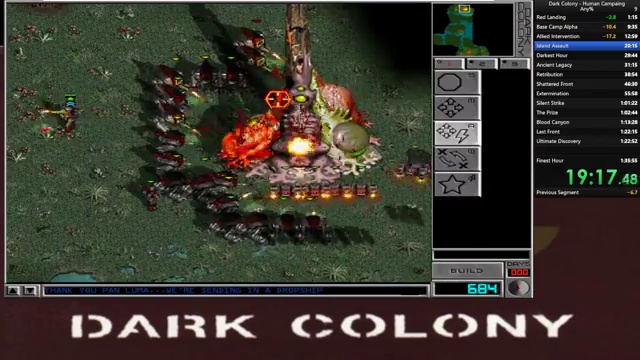 Dark Colony - Human Campaing
Any%
9
Red Landing -2.8 1:15
Base Camp Alpha -10.4 9:35
Allied Intervention -17.2 12:59
Island Assault 20:15
Darkest Hour 29:44
Ancient Legacy 31:15
Retribution 38:54
Shattered Front 46:30
Extermination 55:58
Silent Strike 1:01:22
The Prize 1:02:44
Blood Canyon 1:13:28
Last Front 1:22:15
Ultimate Discovery 1:22:52
Finest Hour 1:35:55
19:17.48
Previous Segment -6.7
BUILD
DAYS
000
684
THANK YOU PAN LUMA...WE'RE SENDING IN A DROPSHIP
DARK COLONY